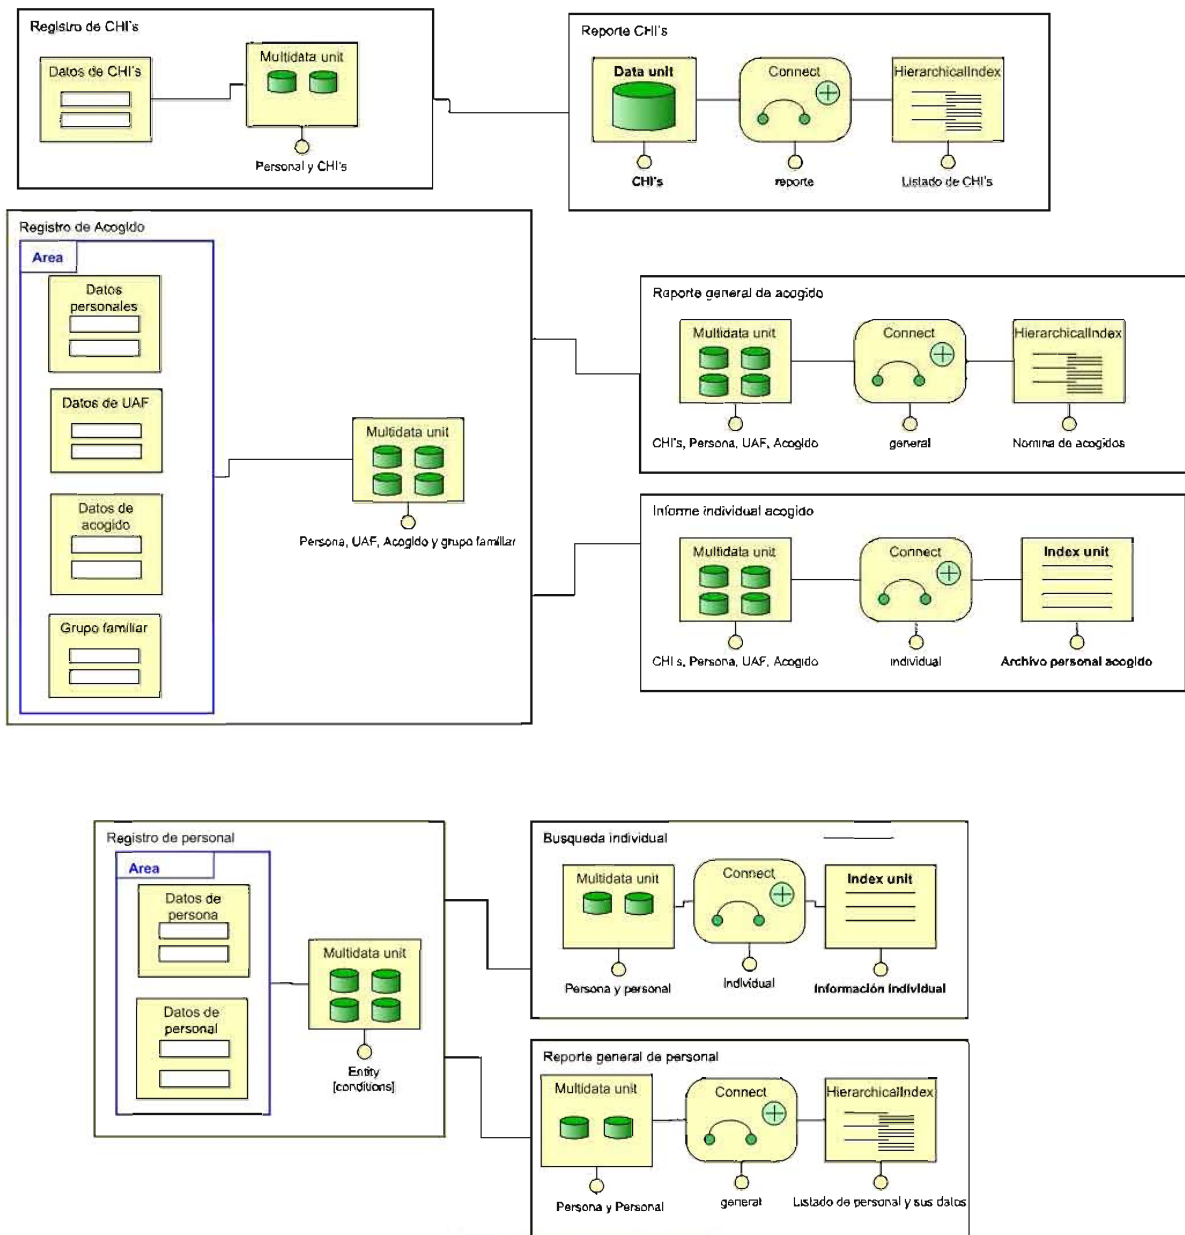 Registro de CHI's
Datos de CHI's
Multidata unit
Personal y CHI's
Reporte CHI's
Data unit
CHI's
Connect
reporte
HierarchicalIndex
Listado de CHI's
Registro de Acogido
Area
Datos
personales
Datos de UAF
Datos de
acogido
Grupo familiar
Multidata unit
Persona, UAF, Acogido y grupo familiar
Reporte general de acogido
Multidata unit
CHI's, Persona, UAF, Acogido
Connect
general
HierarchicalIndex
Nomina de acogidos
Informe individual acogido
Multidata unit
CHI s, Persona, UAF, Acogido
Connect
individual
Index unit
Archivo personal acogido
Registro de personal
Area
Datos de
persona
Datos de
personal
Multidata unit
Entity
[conditions]
Busqueda individual
Multidata unit
Persona y personal
Connect
Individual
Index unit
Información individual
Reporte general de personal
Multidata unit
Persona y Personal
Connect
general
HierarchicalIndex
Listado de personal y sus datos